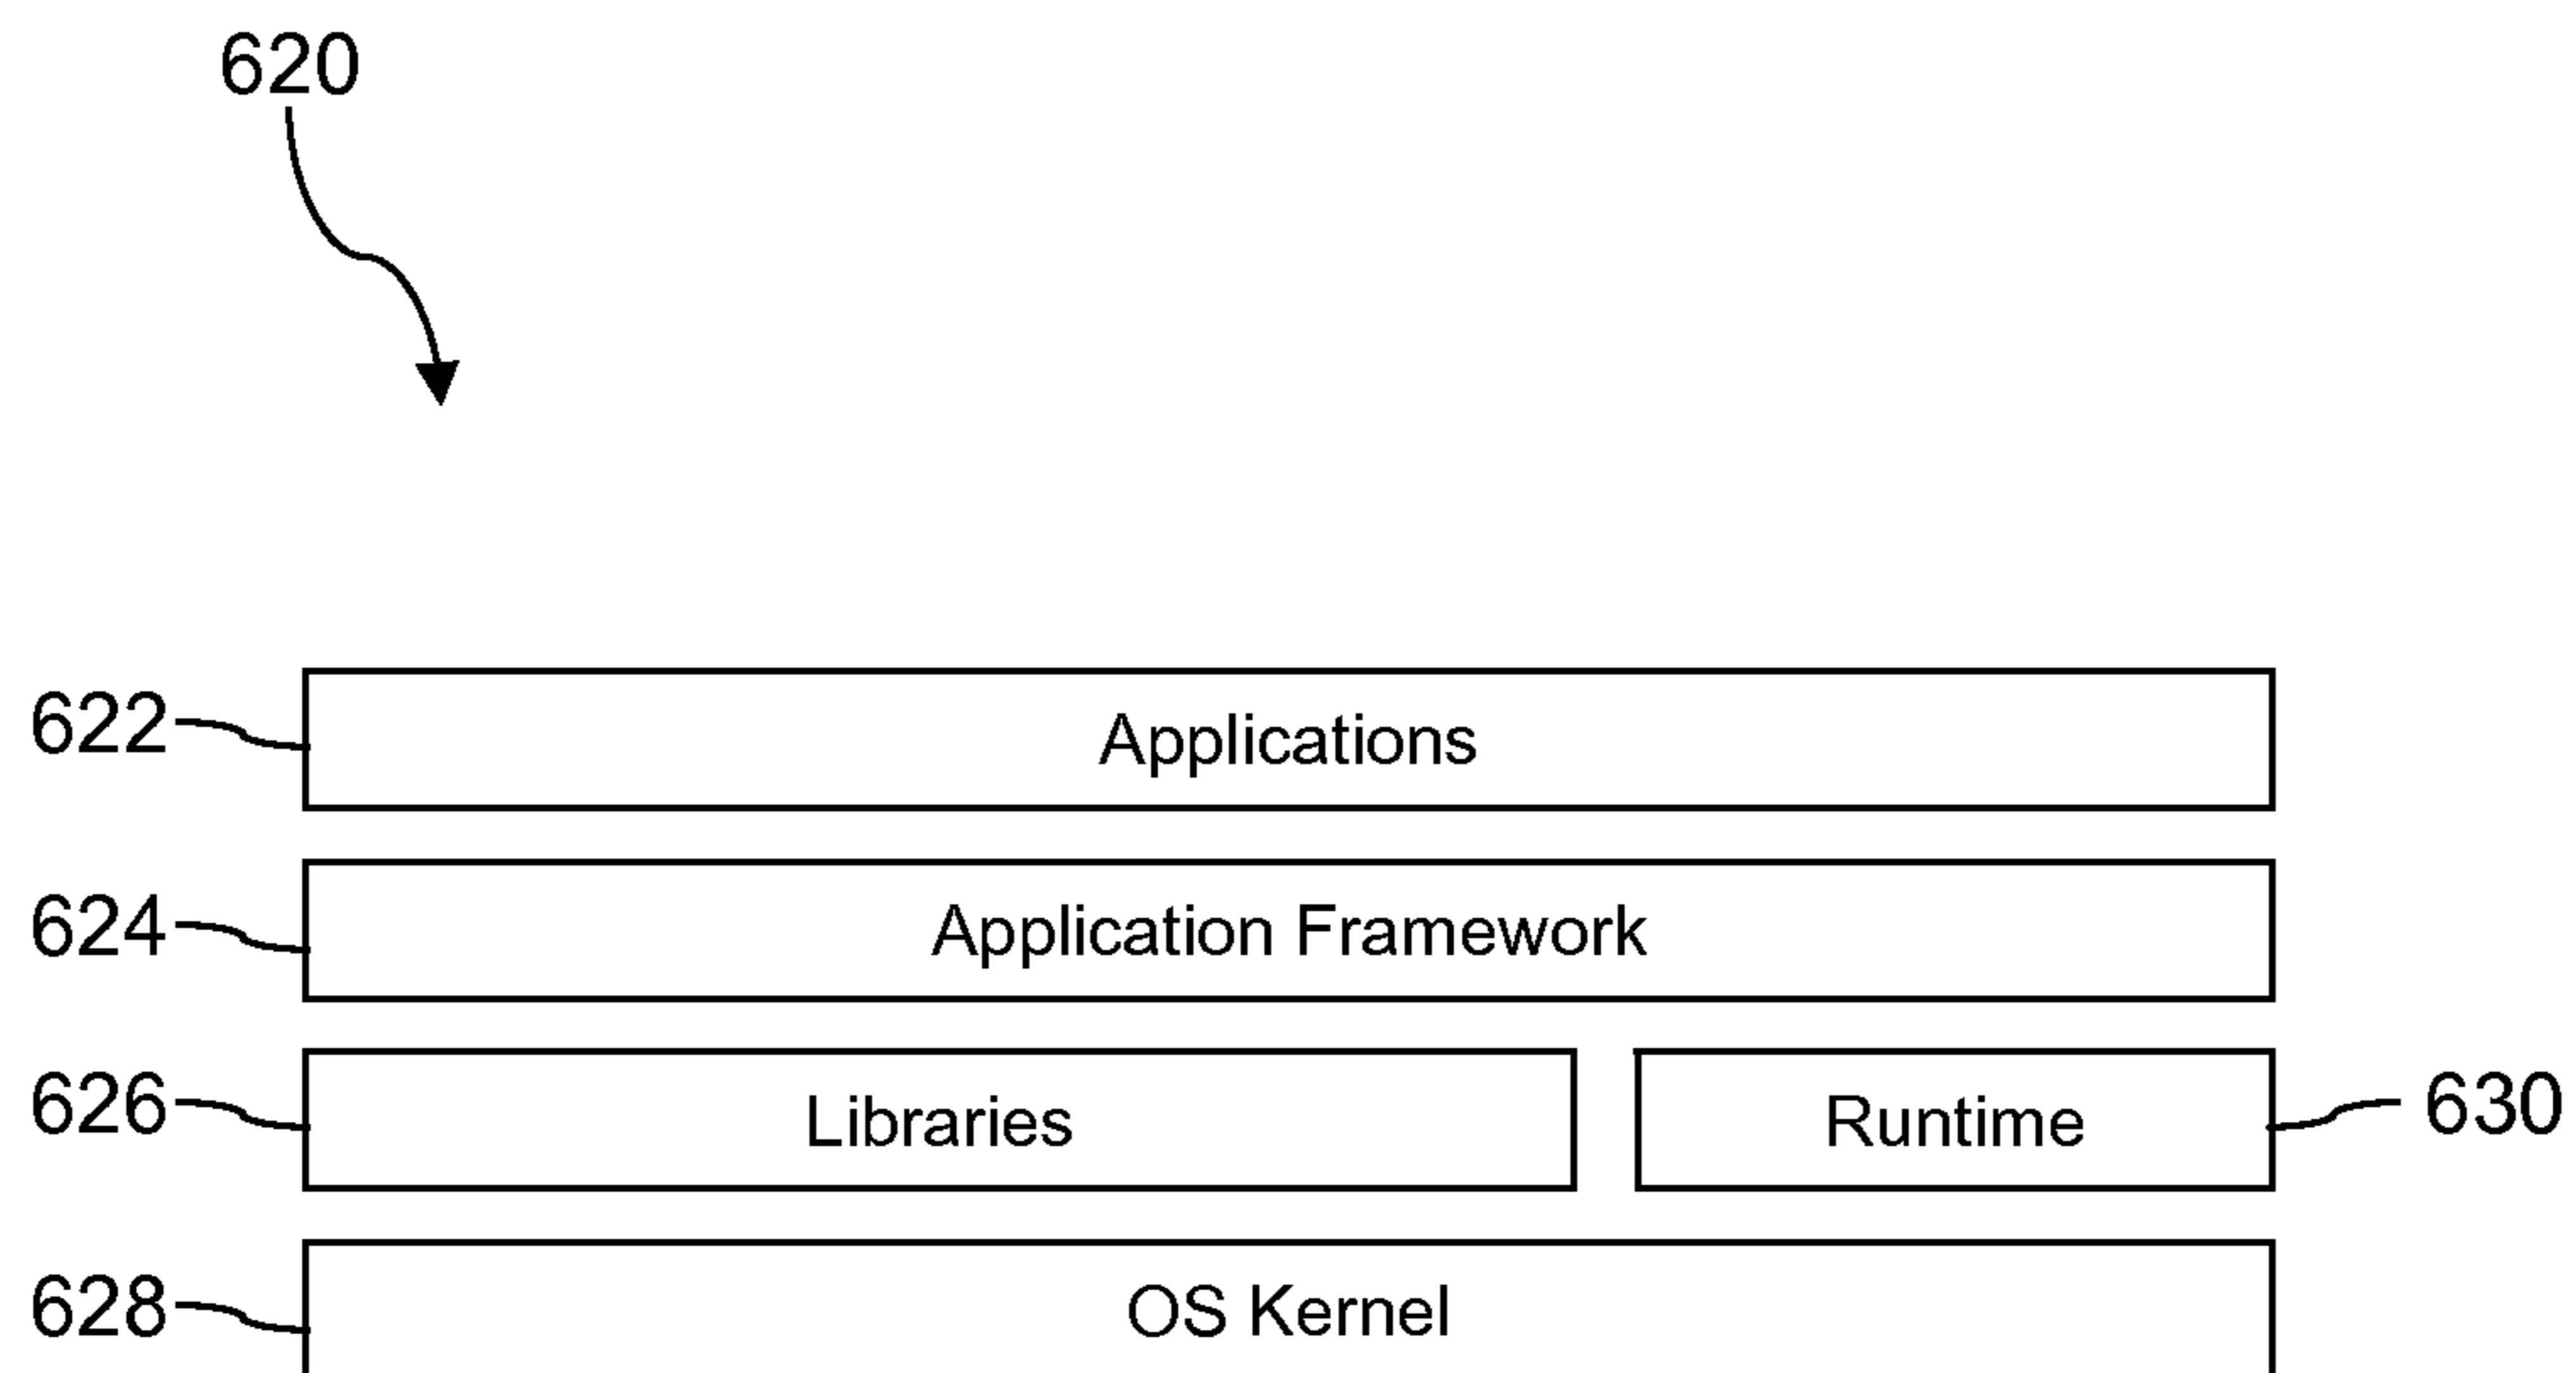 620
622 Applications
624 Application Framework
626 Libraries Runtime 630
628 OS Kernel